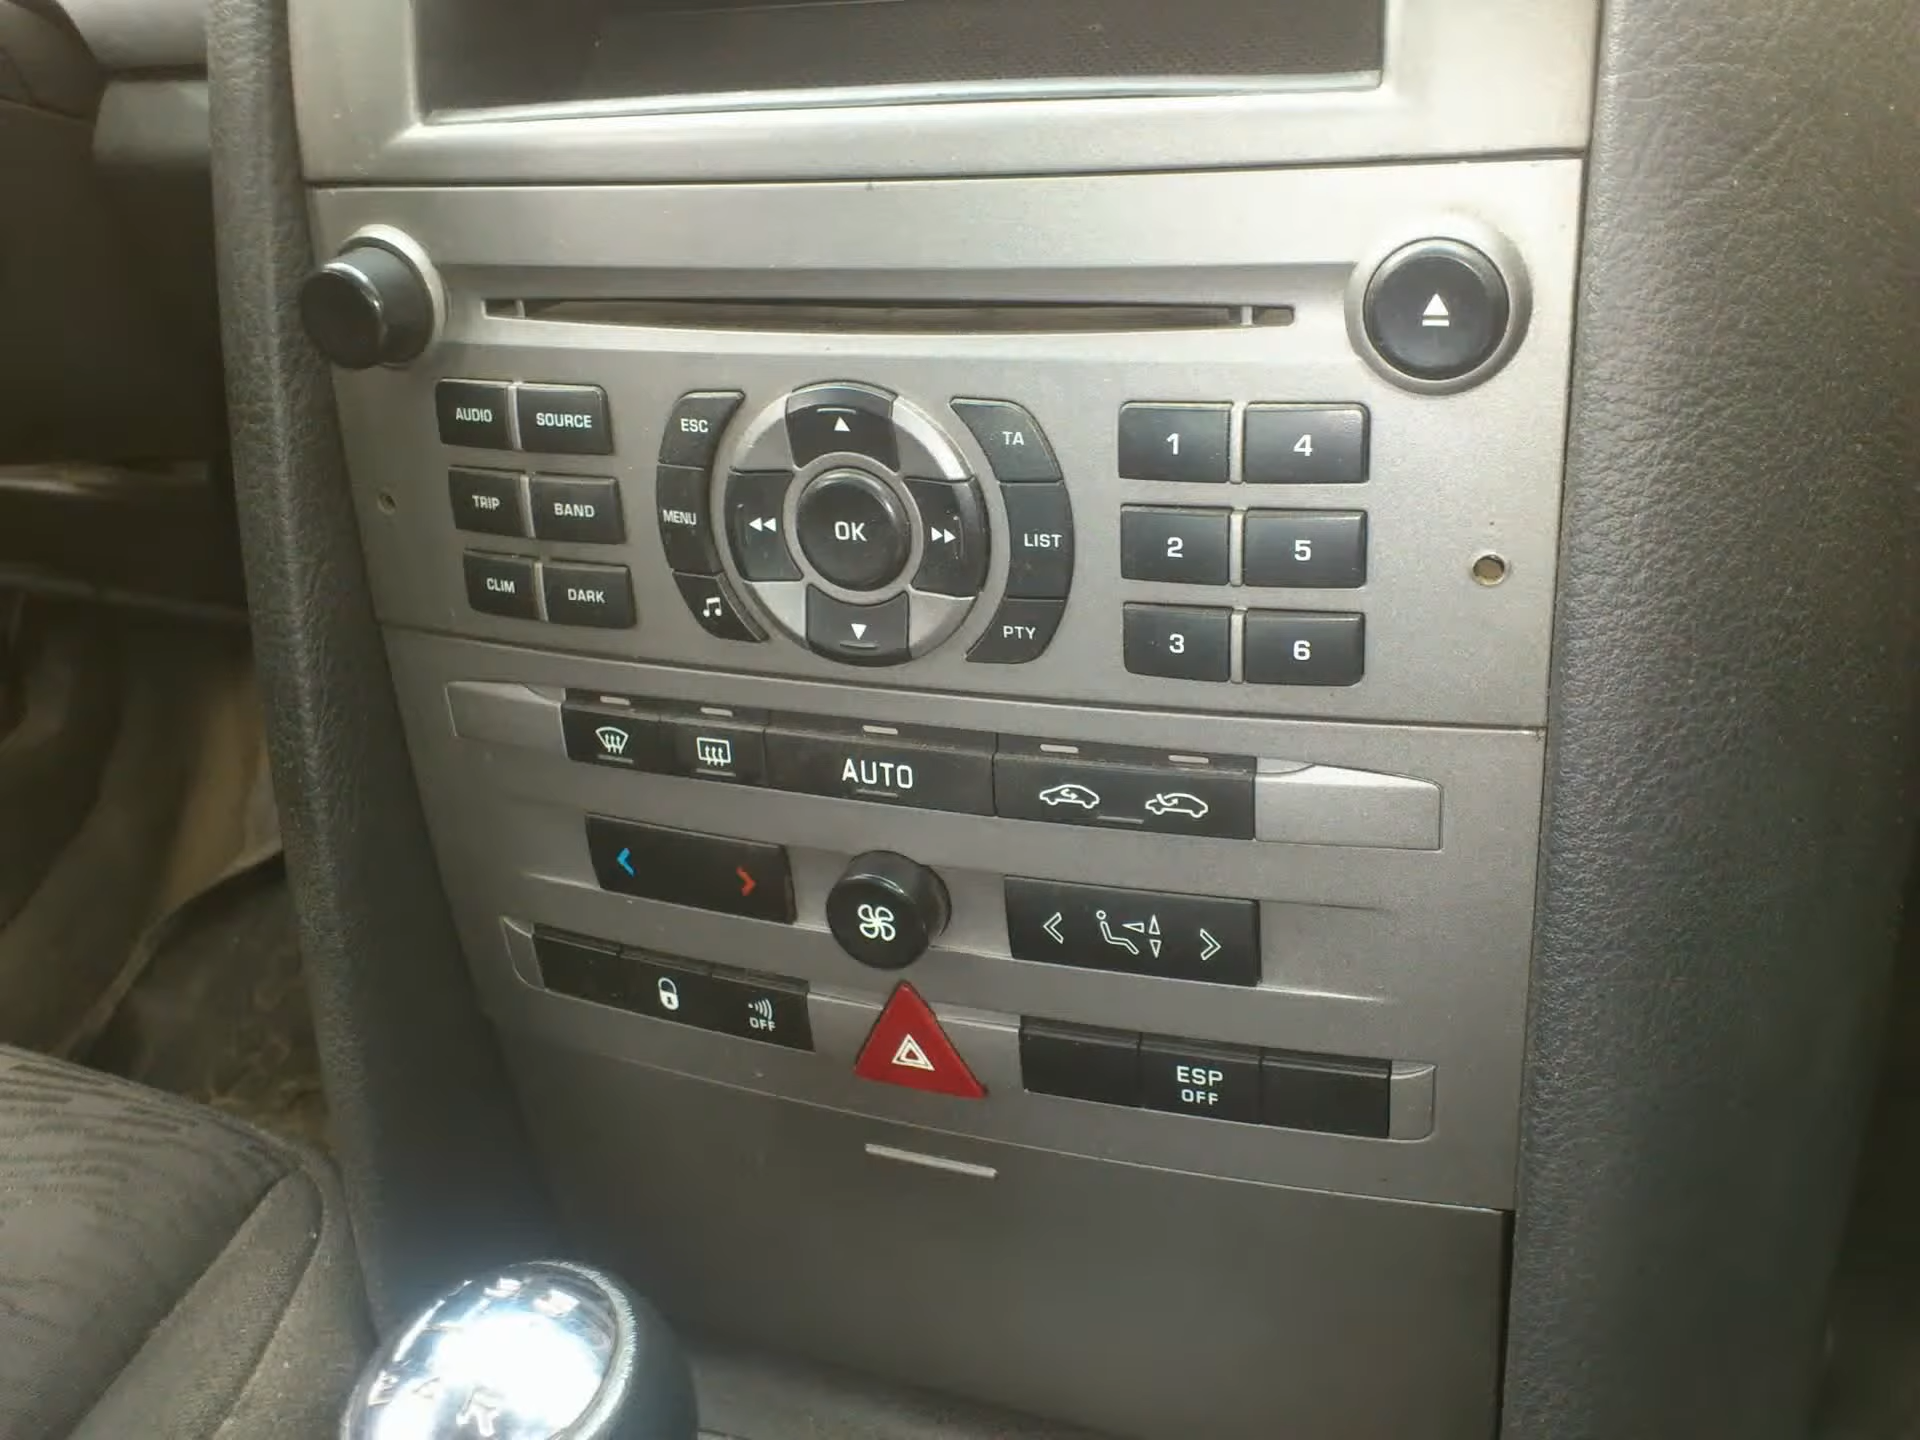 AUDIO SOURCE
ESC
TA
1 4
TRIP BAND
MENU
OK
LIST
2 5
CLIM DARK
PTY
3 6
AUTO
OFF
ESP
OFF